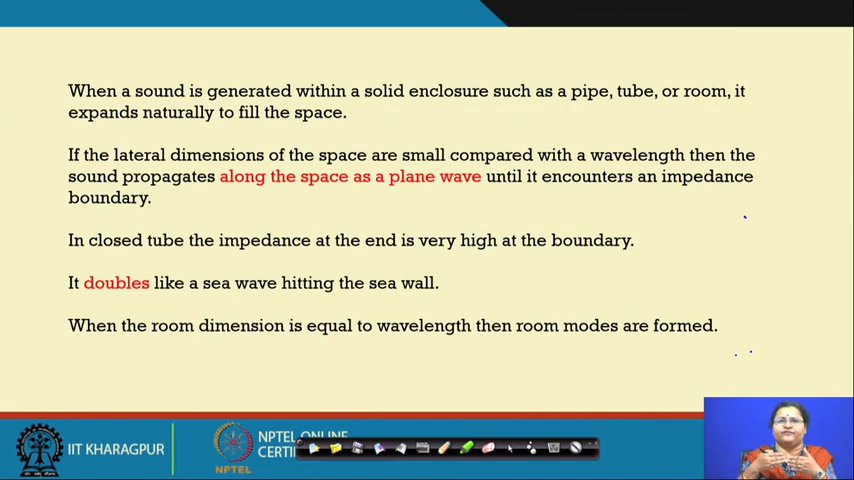 When a sound is generated within a solid enclosure such as a pipe, tube, or room, it
expands naturally to fill the space.
If the lateral dimensions of the space are small compared with a wavelength then the
sound propagates along the space as a plane wave until it encounters an impedance
boundary.
In closed tube the impedance at the end is very high at the boundary.
It doubles like a sea wave hitting the sea wall.
When the room dimension is equal to wavelength then room modes are formed.
IIT KHARAGPUR
NPTEL
NPTEL ONLINE
CERTI